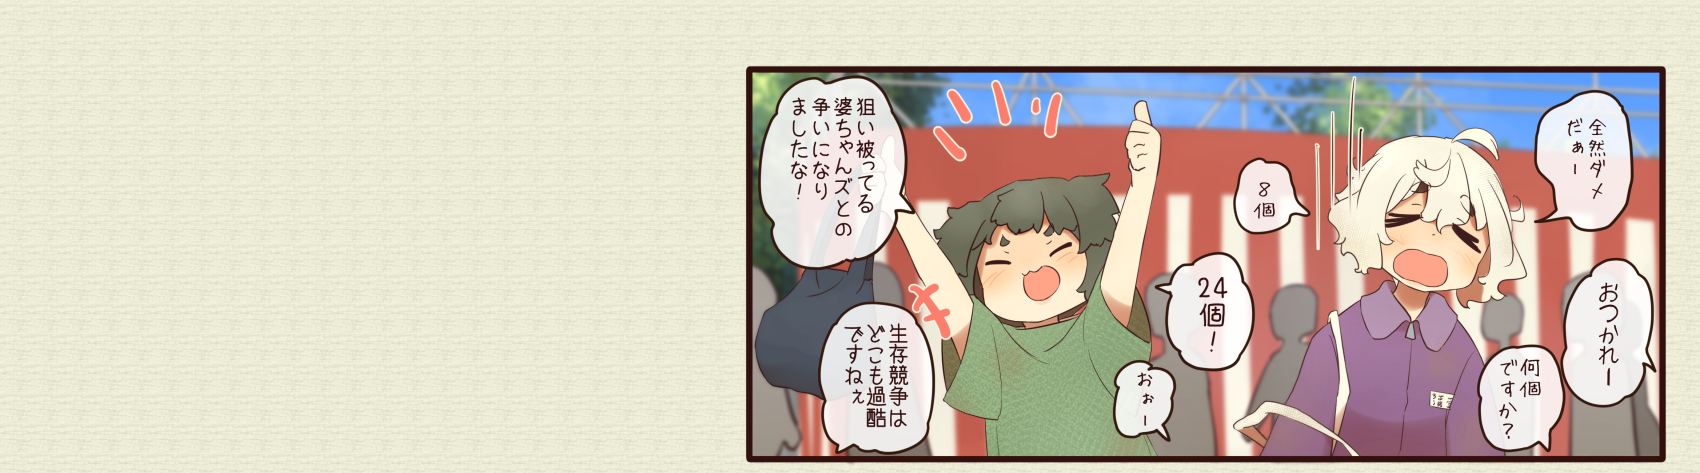 全然ダメ
だぁー
おつかれー
何個
ですか?
8
個
24
個!
おぉー
狙い被ってる
婆ちゃんズとの
争いになり
ましたな!
生存競争は
どこも過酷
ですねぇ